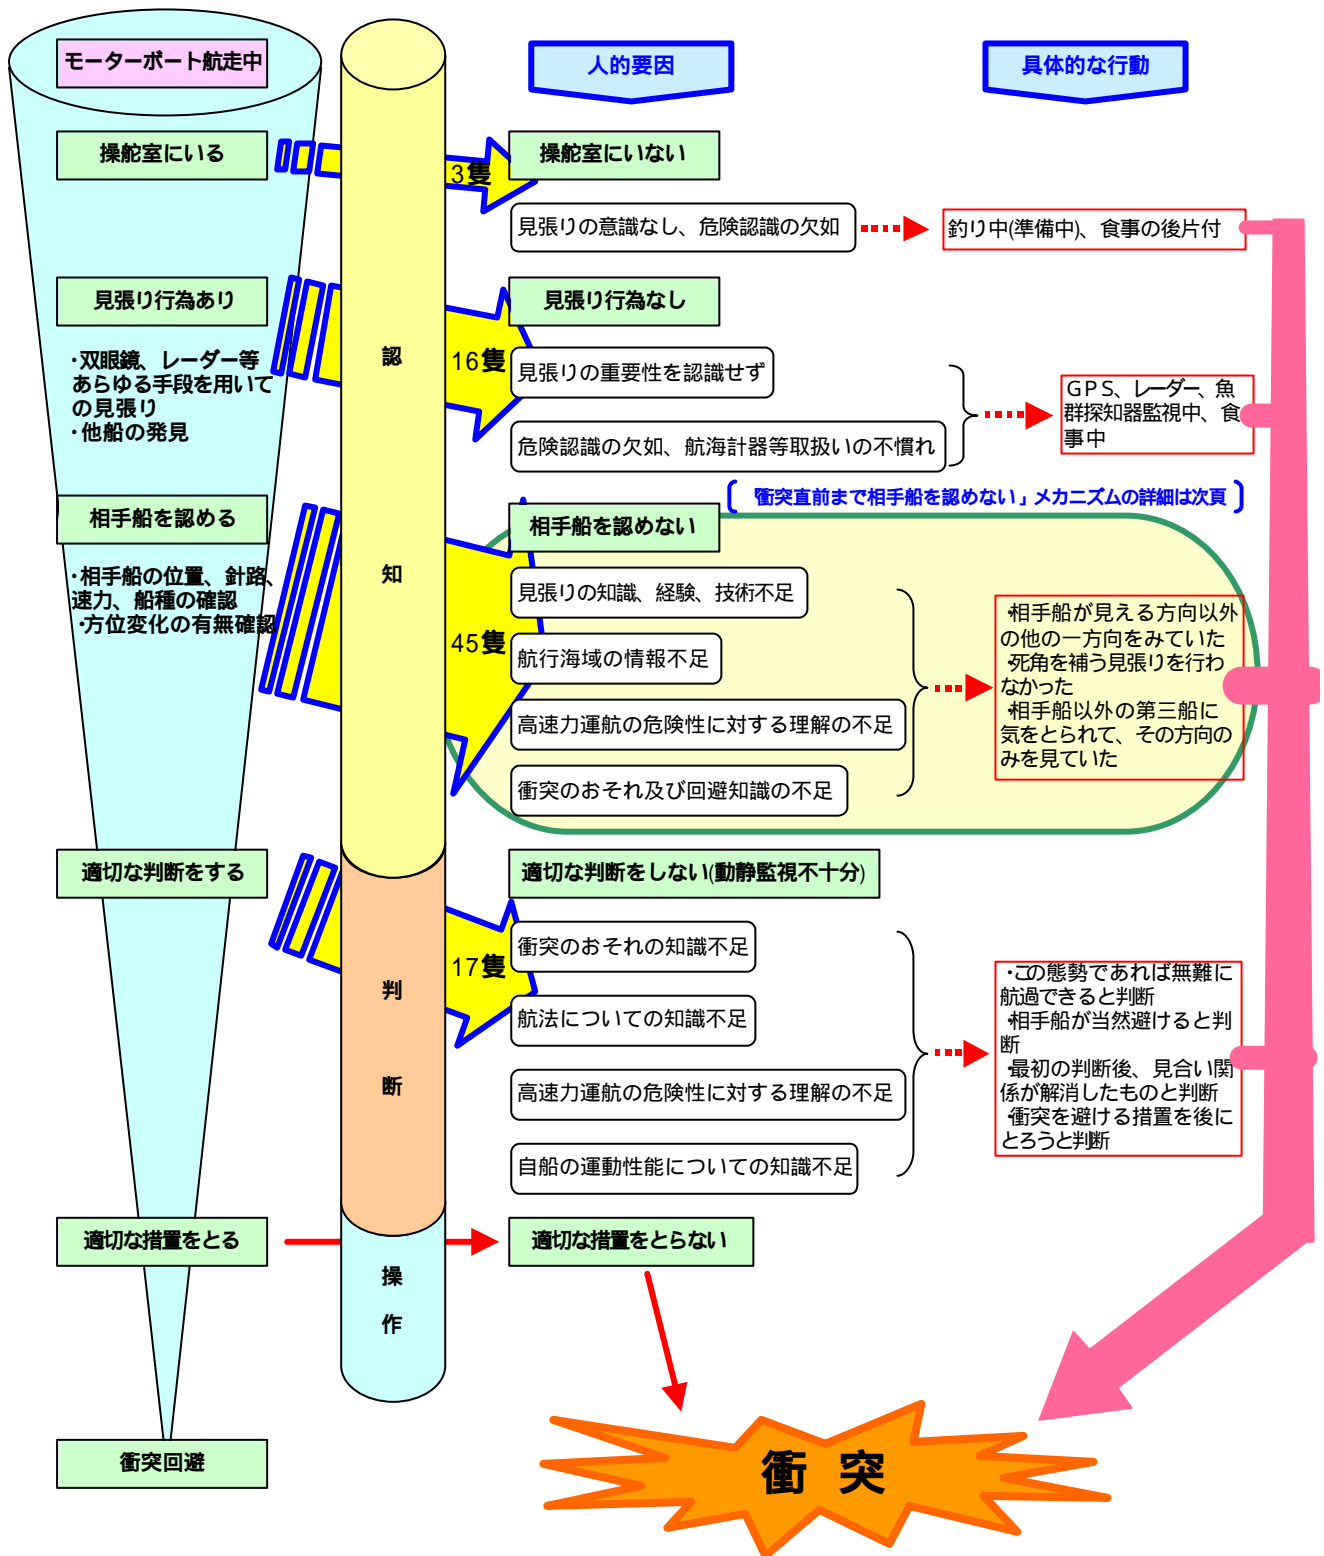 モーターボート航走中
人的要因
具体的な行動
操舵室にいる
3隻
操舵室にいない
見張りの意識なし、危険認識の欠如
釣り中(準備中)、食事の後片付
見張り行為あり
・双眼鏡、レーダー等
あらゆる手段を用いて
の見張り
・他船の発見
認
知
16隻
見張り行為なし
見張りの重要性を認識せず
危険認識の欠如、航海計器等取扱いの不慣れ
GPS、レーダー、魚
群探知器監視中、食
事中
「衝突直前まで相手船を認めない」メカニズムの詳細は次頁
相手船を認める
・相手船の位置、針路、
速力、船種の確認
・方位変化の有無確認
45隻
相手船を認めない
見張りの知識、経験、技術不足
航行海域の情報不足
高速力運航の危険性に対する理解の不足
衝突のおそれ及び回避知識の不足
・相手船が見える方向以外
の他の一方向をみていた
・死角を補う見張りを行わ
なかった
・相手船以外の第三船に
気をとられて、その方向の
みを見ていた
適切な判断をする
判
断
17隻
適切な判断をしない(動静監視不十分)
衝突のおそれの知識不足
航法についての知識不足
高速力運航の危険性に対する理解の不足
自船の運動性能についての知識不足
・この態勢であれば無難に
航過できると判断
・相手船が当然避けると判
断
・最初の判断後、見合い関
係が解消したものと判断
・衝突を避ける措置を後に
とろうと判断
適切な措置をとる
操
作
適切な措置をとらない
衝突回避
衝 突